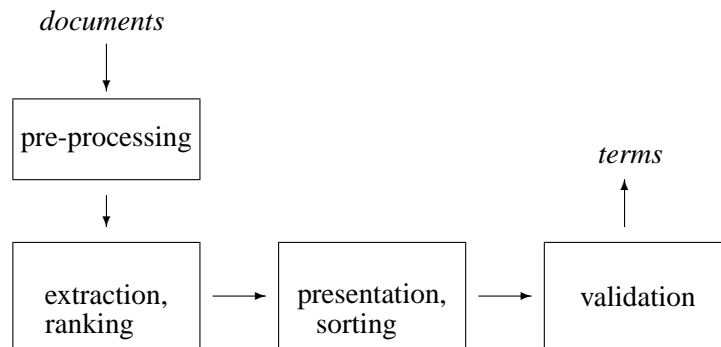 documents
pre-processing
terms
extraction,
ranking
presentation,
sorting
validation